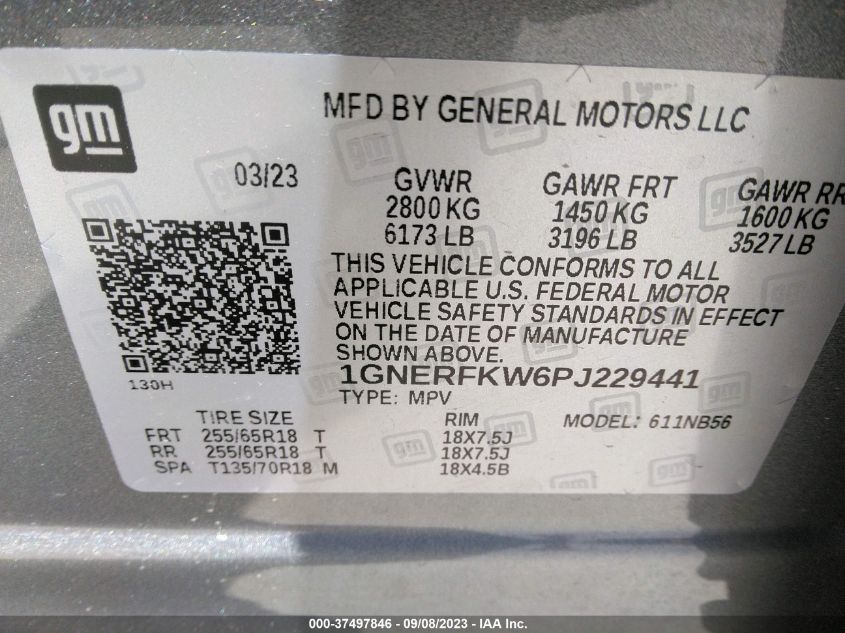 gm
MFD BY GENERAL MOTORS LLC
03/23
GVWR GAWR FRT GAWR RR
2800 KG 1450 KG 1600 KG
6173 LB 3196 LB 3527 LB
THIS VEHICLE CONFORMS TO ALL
APPLICABLE U.S. FEDERAL MOTOR
VEHICLE SAFETY STANDARDS IN EFFECT
ON THE DATE OF MANUFACTURE
SHOWN ABOVE.
1GNERFKW6PJ229441
130H
TYPE: MPV
TIRE SIZE RIM MODEL: 611NB56
FRT 255/65R18 T 18X7.5J
RR 255/65R18 T 18X7.5J
SPA T135/70R18 M 18X4.5B
000-37497846 - 09/08/2023 - IAA Inc.